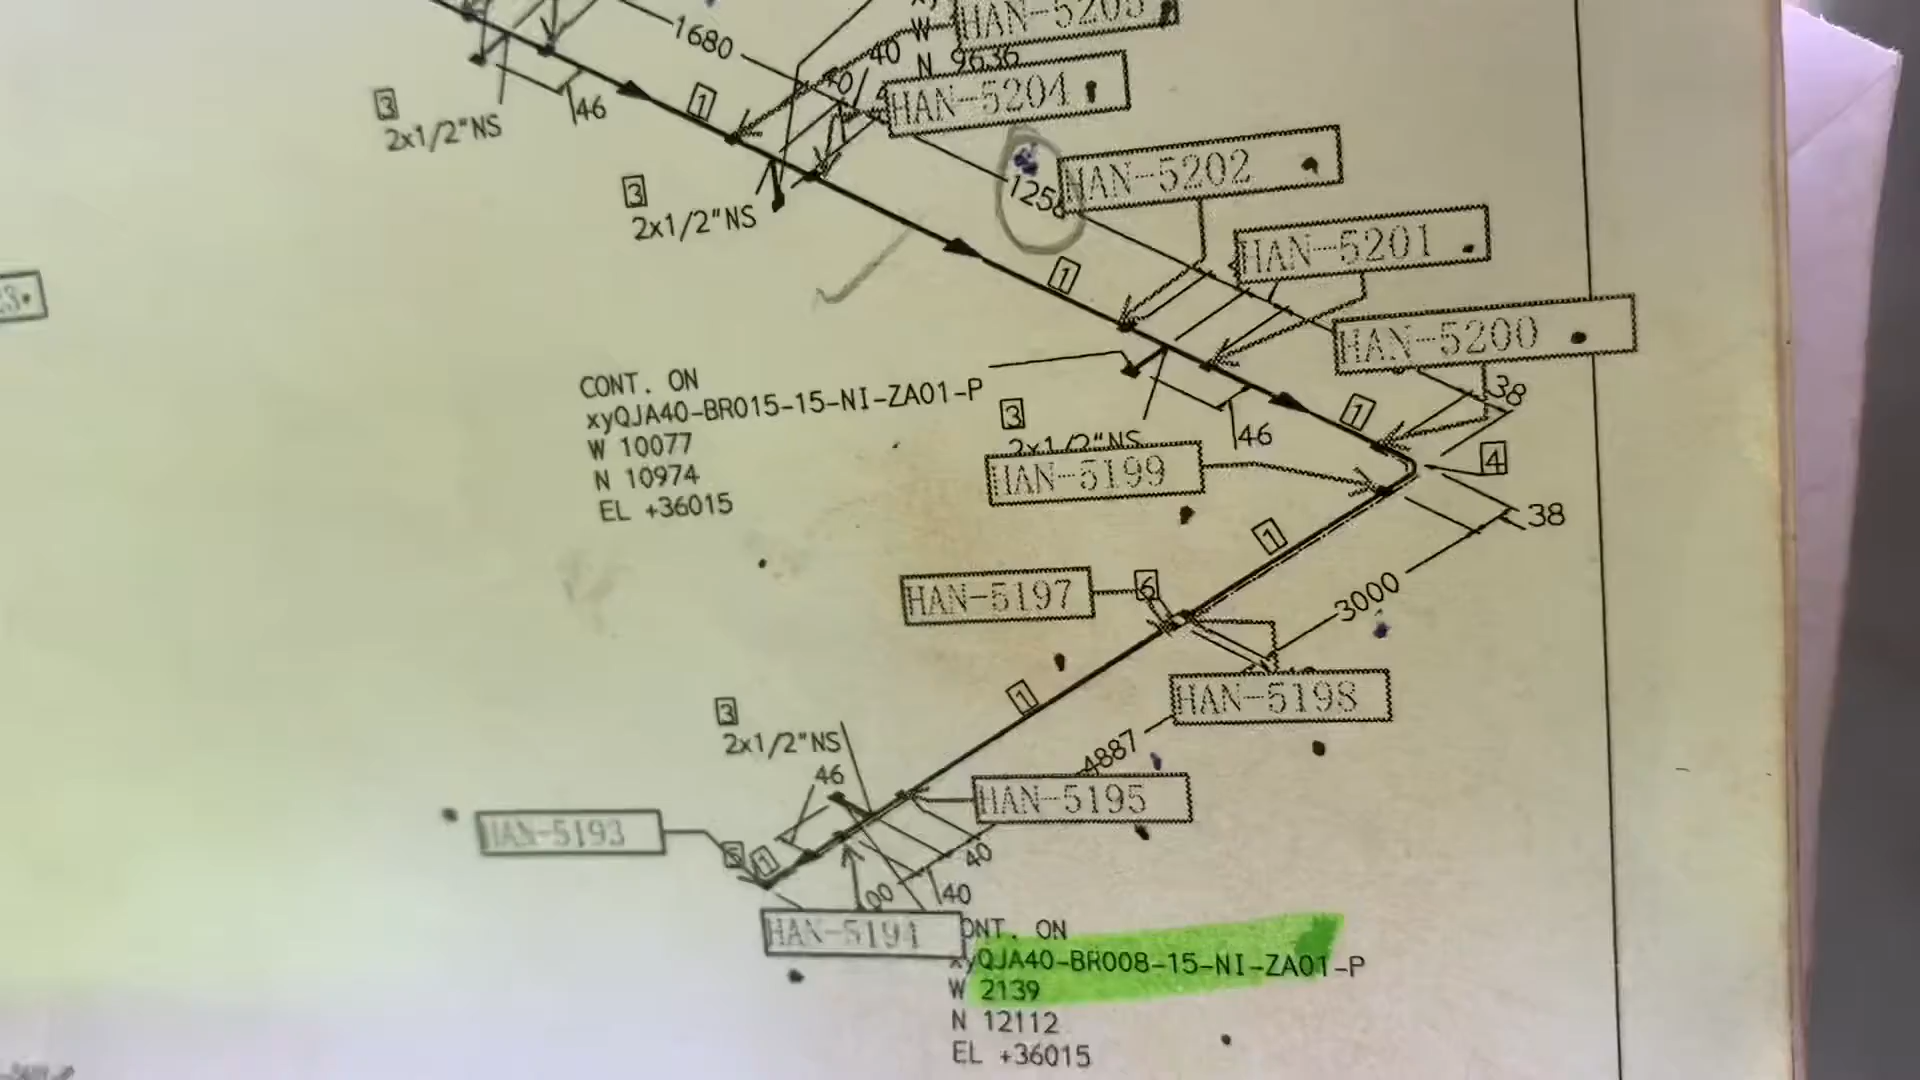 HAN-5205
1680
40
W
N 9636
HAN-5204
3
2x1/2"NS
46
1
3
2x1/2"NS
HAN-5202
HAN-5201
1
HAN-5200
38
CONT. ON
xyQJA40-BR015-15-NI-ZA01-P
W 10077
N 10974
EL +36015
3
2x1/2"NS
46
1
4
HAN-5199
38
1
HAN-5197
6
3000
HAN-5198
1
3
2x1/2"NS
46
4887
HAN-5195
HAN-5193
5
1
40
40
HAN-5194
CONT. ON
xyQJA40-BR008-15-NI-ZA01-P
W 2139
N 12112
EL +36015